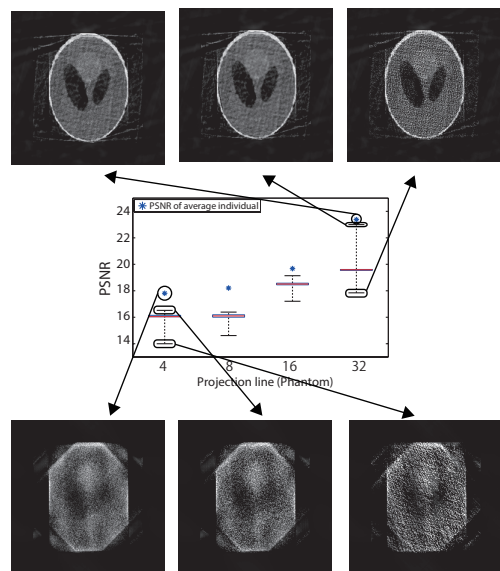 24
* PSNR of average individual
22
20
18
16
14
PSNR
4 8 16 32
Projection line (Phantom)